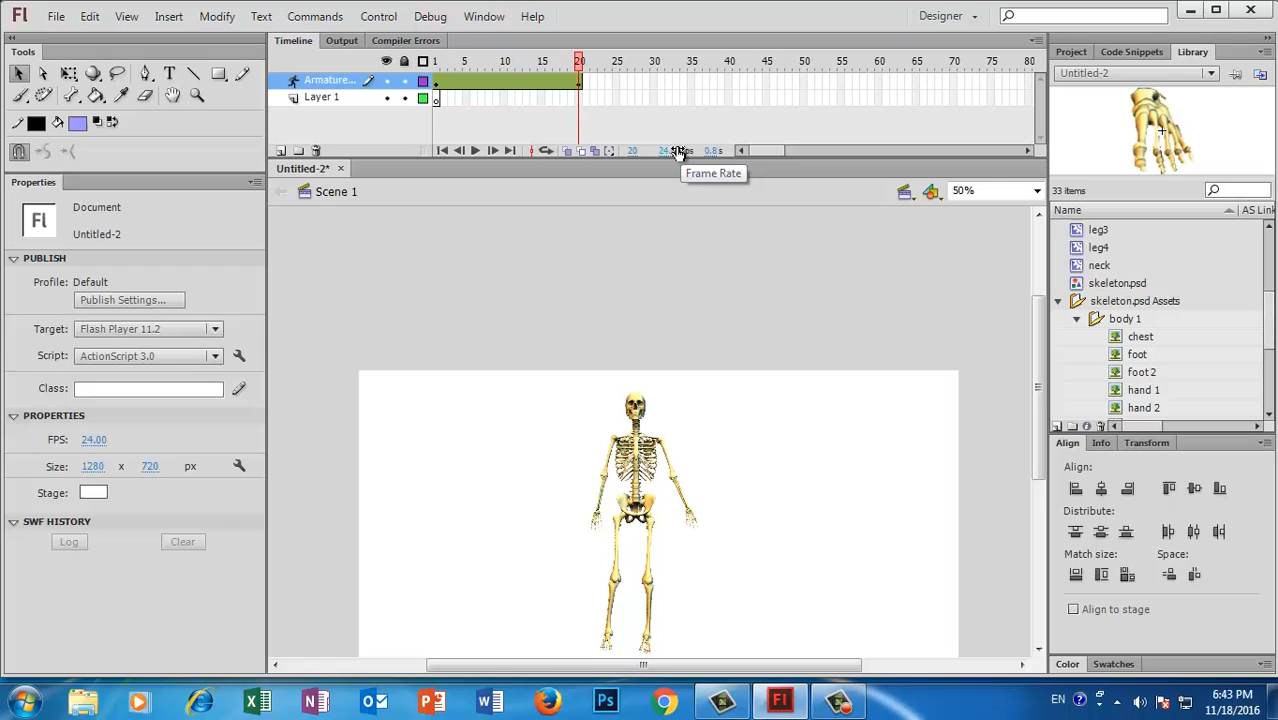 Fl File Edit View Insert Modify Text Commands Control Debug Window Help Designer
Tools
Timeline Output Compiler Errors
Project Code Snippets Library
1 5 10 15 20 25 30 35 40 45 50 55 60 65 70 75 80
Untitled-2
Armature...
Layer 1
20 0.8 s
Frame Rate
Untitled-2*
Scene 1
50%
Properties
Fl
Document
Untitled-2
PUBLISH
Profile: Default
Publish Settings...
Target: Flash Player 11.2
Script: ActionScript 3.0
Class:
PROPERTIES
FPS: 24.00
Size: 1280 x 720 px
Stage:
SWF HISTORY
Log Clear
33 items
Name AS Link
leg3
leg4
neck
skeleton.psd
skeleton.psd Assets
body 1
chest
foot
foot 2
hand 1
hand 2
Align Info Transform
Align:
Distribute:
Match size: Space:
Align to stage
Color Swatches
EN
6:43 PM
11/18/2016